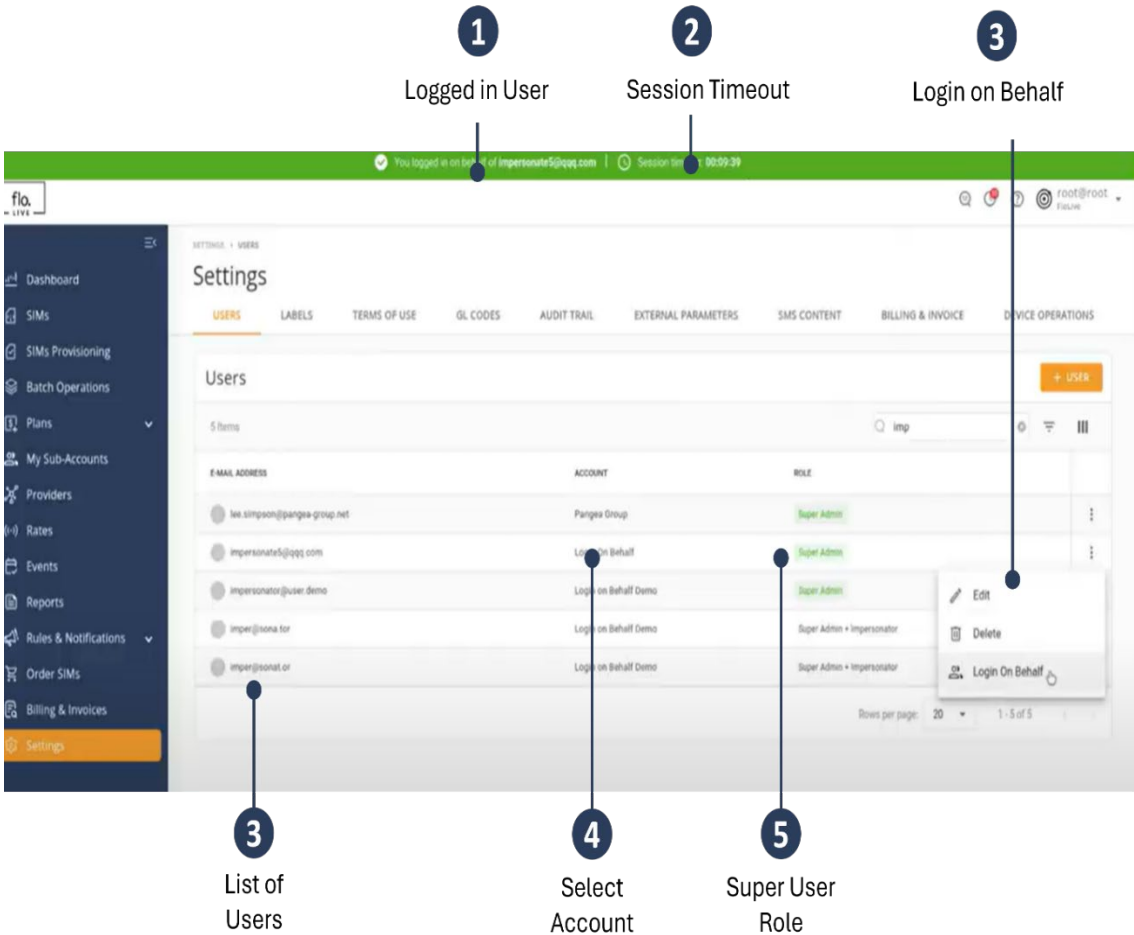 1 2 3
Logged in User Session Timeout Login on Behalf
You logged in on behalf of impersonate5@qqq.com | Session 00:09:39
flo.
LIVE
root@root
FloLive
SETTINGS › USERS
Settings
Dashboard
SIMs
SIMs Provisioning
Batch Operations
Plans
My Sub-Accounts
Providers
Rates
Events
Reports
Rules & Notifications
Order SIMs
Billing & Invoices
Settings
USERS LABELS TERMS OF USE GL CODES AUDIT TRAIL EXTERNAL PARAMETERS SMS CONTENT BILLING & INVOICE DEVICE OPERATIONS
Users + USER
5 Items imp
E-MAIL ADDRESS ACCOUNT ROLE
lee.simpson@pangea-group.net Pangea Group Super Admin
impersonate5@qqq.com Login On Behalf Super Admin
impersonator@user.demo Login on Behalf Demo Super Admin
imper@sona.tor Login on Behalf Demo Super Admin + Impersonator
imper@sonat.or Login on Behalf Demo Super Admin + Impersonator
Edit
Delete
Login On Behalf
Rows per page: 20 1 - 5 of 5
3 4 5
List of Select Super User
Users Account Role